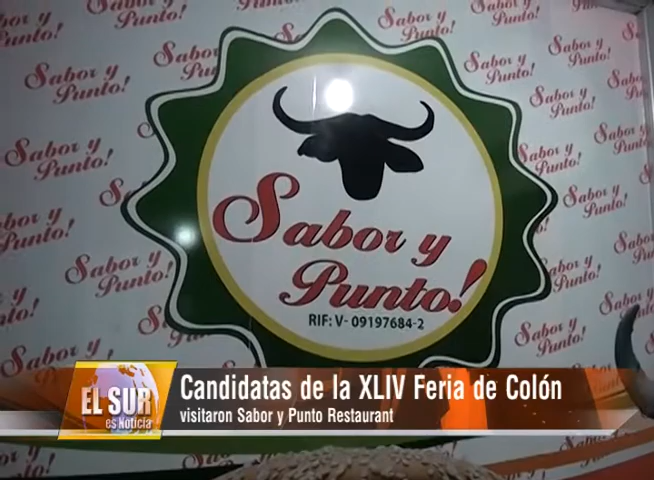 Sabor y
Punto!
RIF: V- 09197684-2
EL SUR
es Noticia
Candidatas de la XLIV Feria de Colón
visitaron Sabor y Punto Restaurant